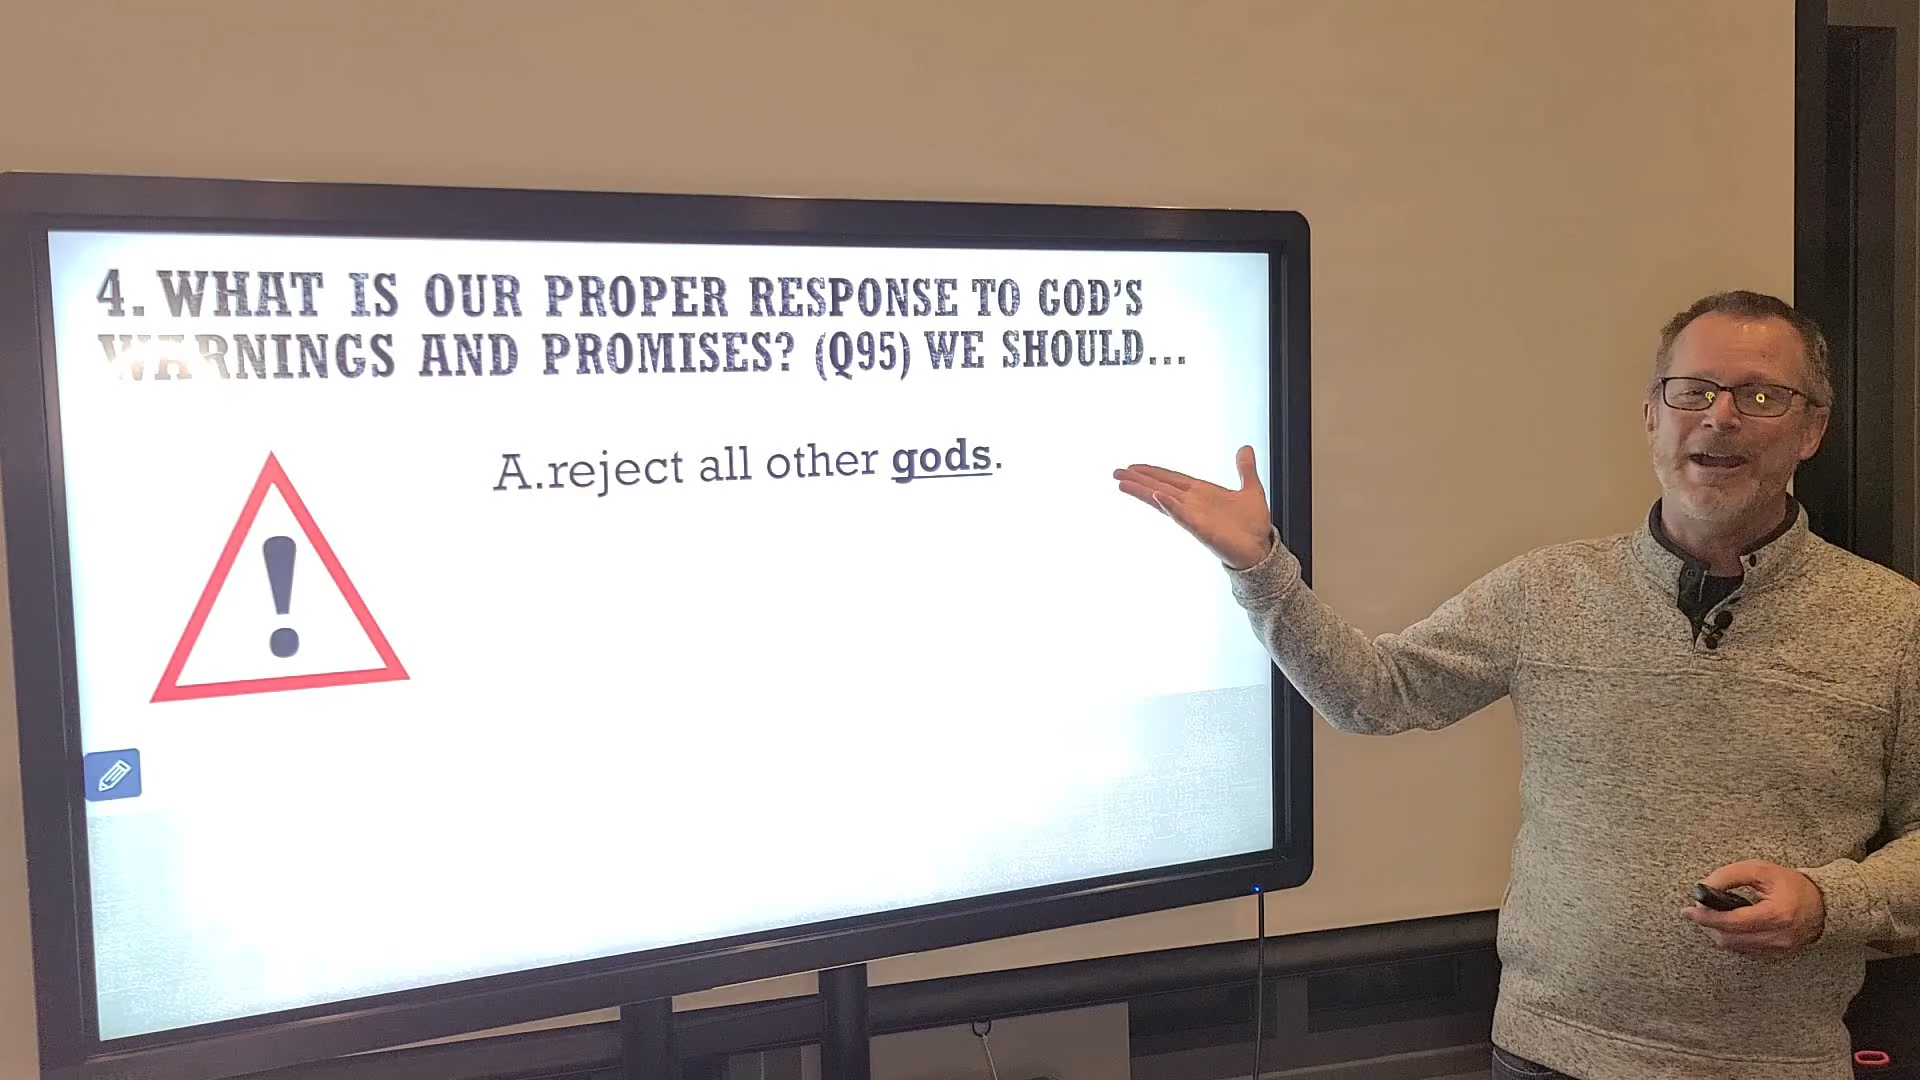 4. WHAT IS OUR PROPER RESPONSE TO GOD'S
WARNINGS AND PROMISES? (Q95) WE SHOULD...
A.reject all other gods.